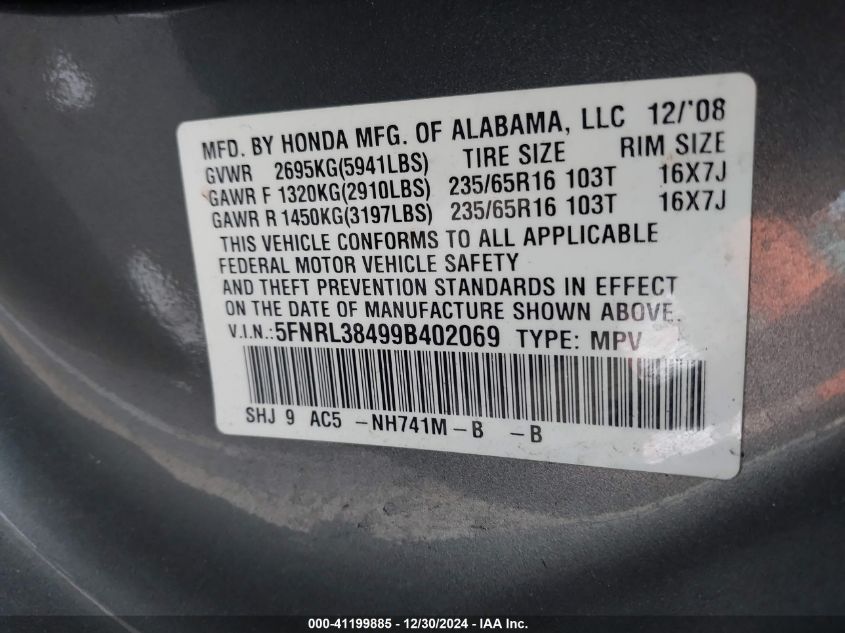 MFD. BY HONDA MFG. OF ALABAMA, LLC 12/'08
GVWR 2695KG(5941LBS) TIRE SIZE RIM SIZE
GAWR F 1320KG(2910LBS) 235/65R16 103T 16X7J
GAWR R 1450KG(3197LBS) 235/65R16 103T 16X7J
THIS VEHICLE CONFORMS TO ALL APPLICABLE
FEDERAL MOTOR VEHICLE SAFETY
AND THEFT PREVENTION STANDARDS IN EFFECT
ON THE DATE OF MANUFACTURE SHOWN ABOVE.
V.I.N.:5FNRL38499B402069 TYPE: MPV
SHJ 9 AC5 -NH741M-B -B
000-41199885 - 12/30/2024 - IAA Inc.